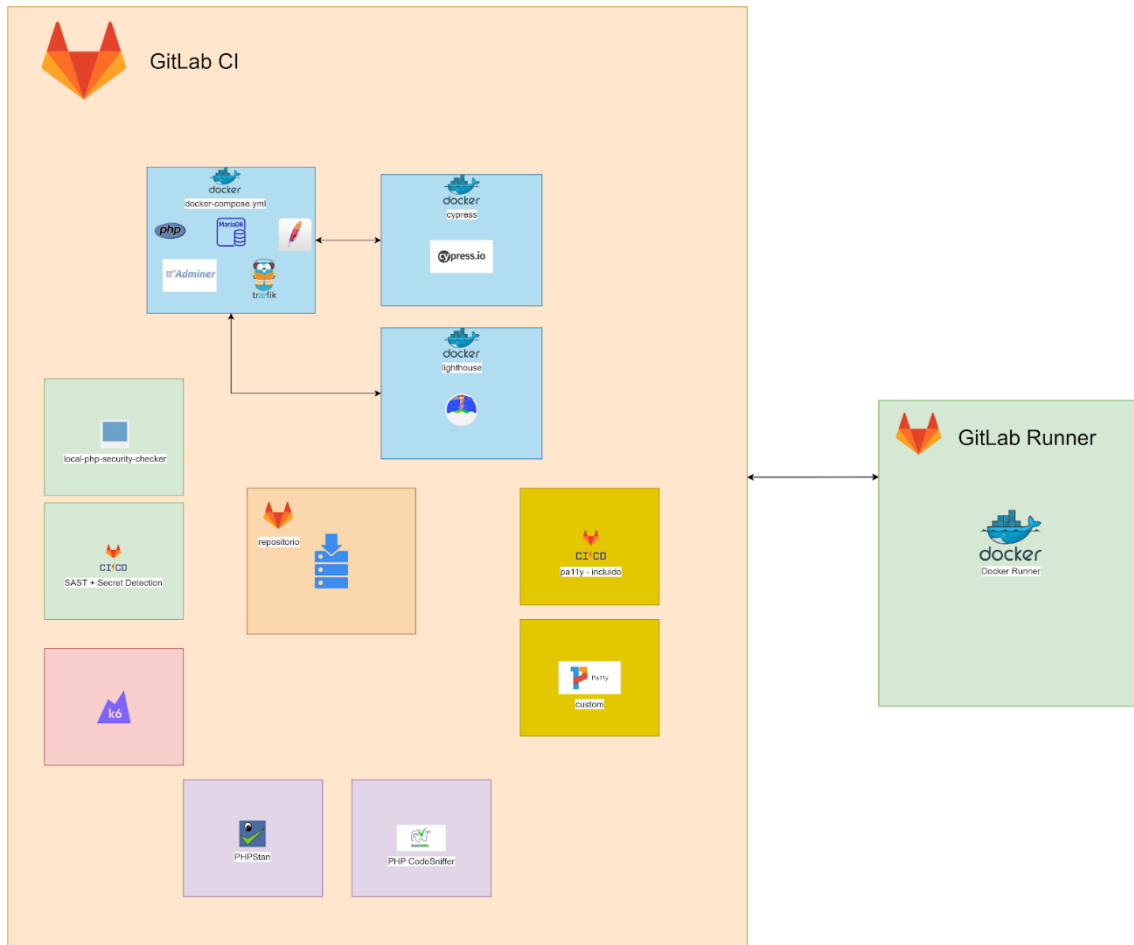 GitLab CI
docker
docker-compose.yml
php
MariaDB
Adminer
træfik
docker
cypress
cypress.io
docker
lighthouse
local-php-security-checker
CI/CD
SAST + Secret Detection
repositorio
CI/CD
pa11y - incluido
Pa11y
custom
k6
PHPStan
PHP CodeSniffer
GitLab Runner
docker
Docker Runner